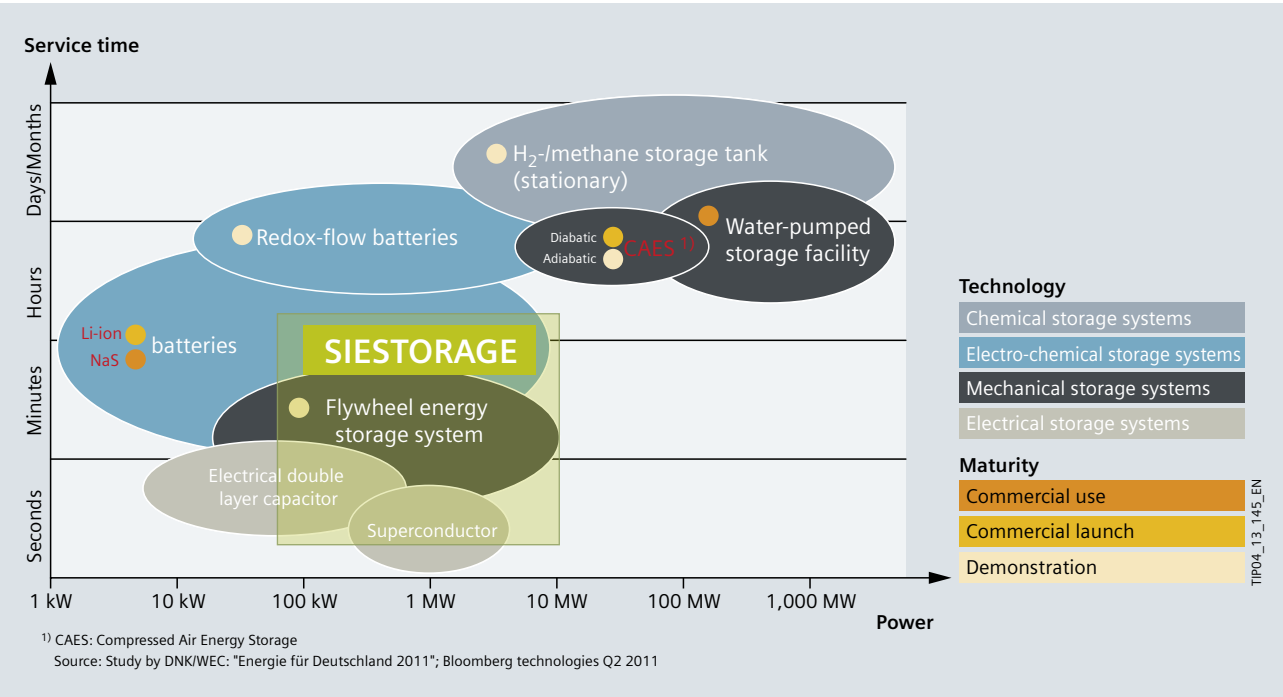 Service time
Days/Months
Hours
Minutes
Seconds
H₂-/methane storage tank
(stationary)
Redox-flow batteries
Diabatic
Adiabatic
CAES ¹⁾
Water-pumped
storage facility
Li-ion
NaS
batteries
SIESTORAGE
Flywheel energy
storage system
Electrical double
layer capacitor
Superconductor
1 kW
10 kW
100 kW
1 MW
10 MW
100 MW
1,000 MW
Power
Technology
Chemical storage systems
Electro-chemical storage systems
Mechanical storage systems
Electrical storage systems
Maturity
Commercial use
Commercial launch
Demonstration
TIP04_13_145_EN
¹⁾ CAES: Compressed Air Energy Storage
Source: Study by DNK/WEC: "Energie für Deutschland 2011"; Bloomberg technologies Q2 2011